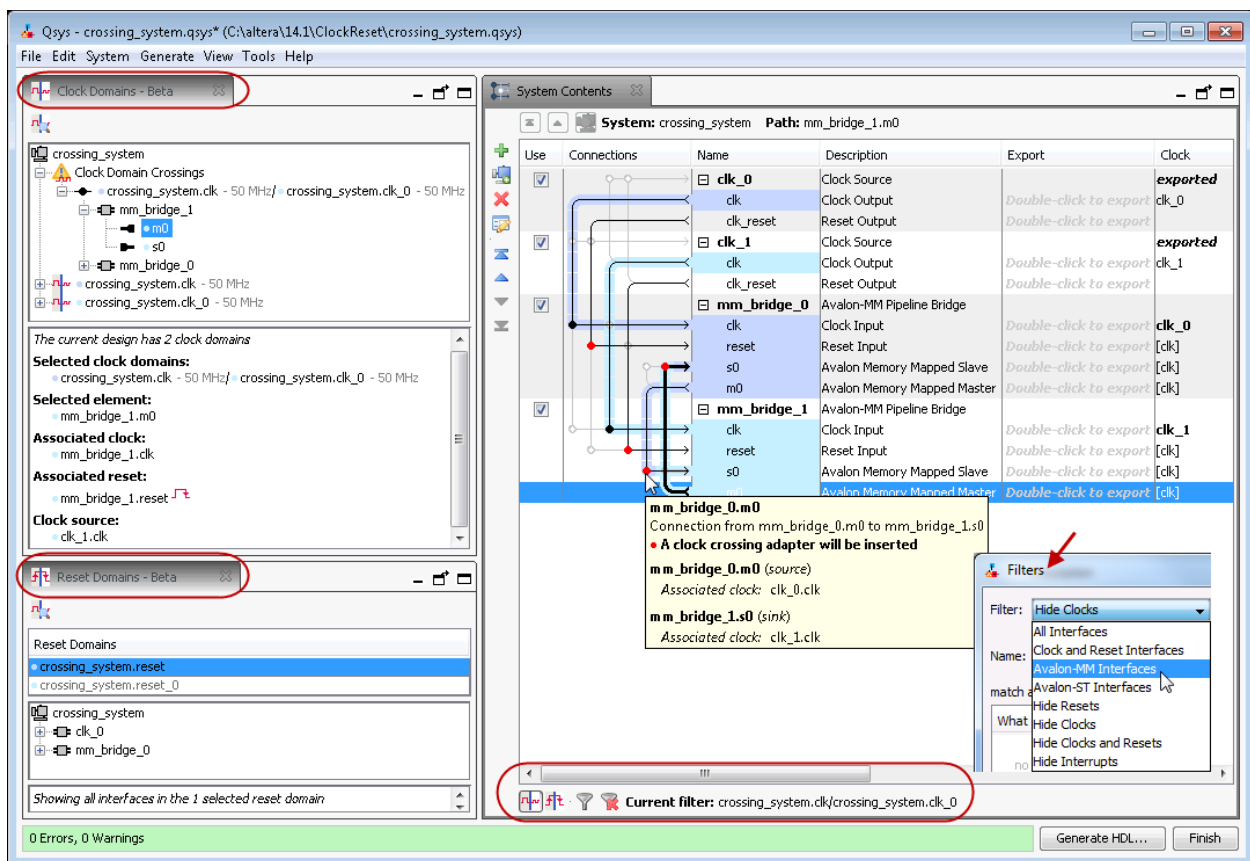 Qsys - crossing_system.qsys* (C:\altera\14.1\ClockReset\crossing_system.qsys)
File Edit System Generate View Tools Help
Clock Domains - Beta
crossing_system
Clock Domain Crossings
crossing_system.clk - 50 MHz/ crossing_system.clk_0 - 50 MHz
mm_bridge_1
m0
s0
mm_bridge_0
crossing_system.clk - 50 MHz
crossing_system.clk_0 - 50 MHz
The current design has 2 clock domains
Selected clock domains:
crossing_system.clk - 50 MHz/ crossing_system.clk_0 - 50 MHz
Selected element:
mm_bridge_1.m0
Associated clock:
mm_bridge_1.clk
Associated reset:
mm_bridge_1.reset
Clock source:
clk_1.clk
Reset Domains - Beta
Reset Domains
crossing_system.reset
crossing_system.reset_0
crossing_system
clk_0
mm_bridge_0
Showing all interfaces in the 1 selected reset domain
System Contents
System: crossing_system Path: mm_bridge_1.m0
Use Connections Name Description Export Clock
clk_0 Clock Source exported
clk Clock Output Double-click to export clk_0
clk_reset Reset Output Double-click to export
clk_1 Clock Source exported
clk Clock Output Double-click to export clk_1
clk_reset Reset Output Double-click to export
mm_bridge_0 Avalon-MM Pipeline Bridge
clk Clock Input Double-click to export clk_0
reset Reset Input Double-click to export [clk]
s0 Avalon Memory Mapped Slave Double-click to export [clk]
m0 Avalon Memory Mapped Master Double-click to export [clk]
mm_bridge_1 Avalon-MM Pipeline Bridge
clk Clock Input Double-click to export clk_1
reset Reset Input Double-click to export [clk]
s0 Avalon Memory Mapped Slave Double-click to export [clk]
m0 Avalon Memory Mapped Master Double-click to export [clk]
mm_bridge_0.m0
Connection from mm_bridge_0.m0 to mm_bridge_1.s0
• A clock crossing adapter will be inserted
mm_bridge_0.m0 (source)
Associated clock: clk_0.clk
mm_bridge_1.s0 (sink)
Associated clock: clk_1.clk
Filters
Filter: Hide Clocks
All Interfaces
Clock and Reset Interfaces
Name:
Avalon-MM Interfaces
match
Avalon-ST Interfaces
Hide Resets
What
Hide Clocks
Hide Clocks and Resets
no
Hide Interrupts
Current filter: crossing_system.clk/crossing_system.clk_0
0 Errors, 0 Warnings
Generate HDL... Finish